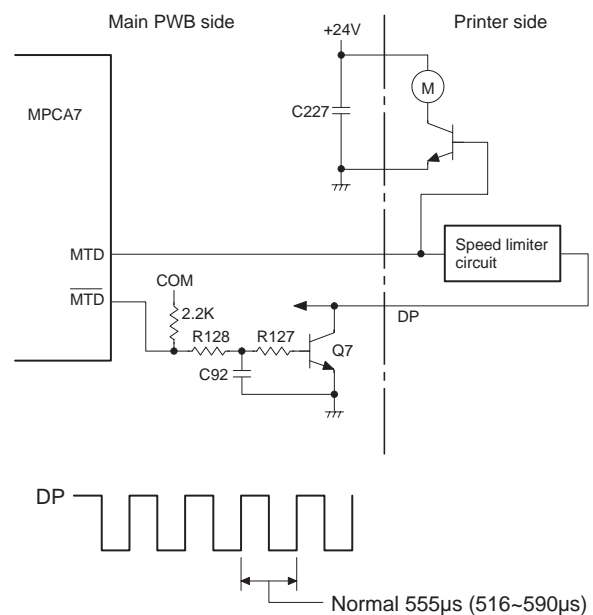 Main PWB side
Printer side
+24V
M
MPCA7
C227
MTD
Speed limiter
circuit
MTD
COM
2.2K
DP
R128
R127
Q7
C92
DP
Normal 555µs (516~590µs)